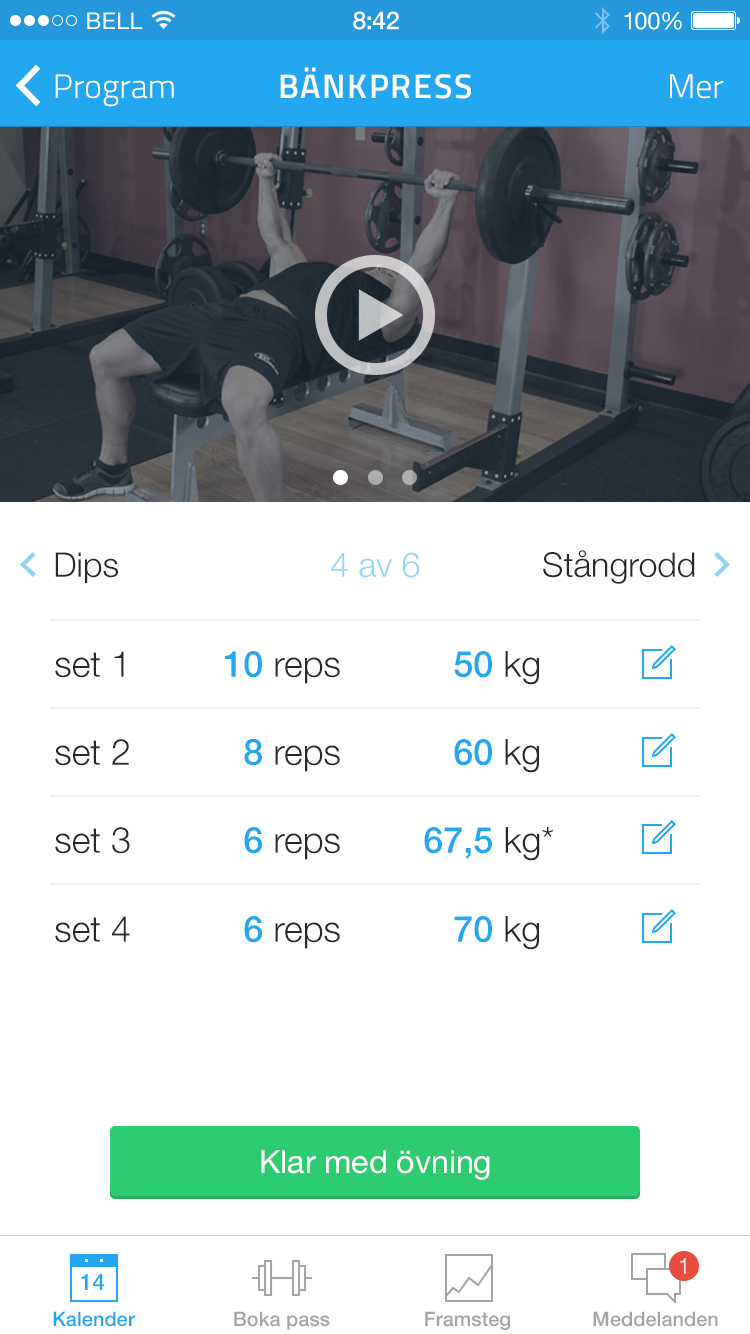 BELL 8:42 100%
Program BÄNKPRESS Mer
Dips 4 av 6 Stångrodd
set 1 10 reps 50 kg
set 2 8 reps 60 kg
set 3 6 reps 67,5 kg*
set 4 6 reps 70 kg
Klar med övning
14 1
Kalender Boka pass Framsteg Meddelanden